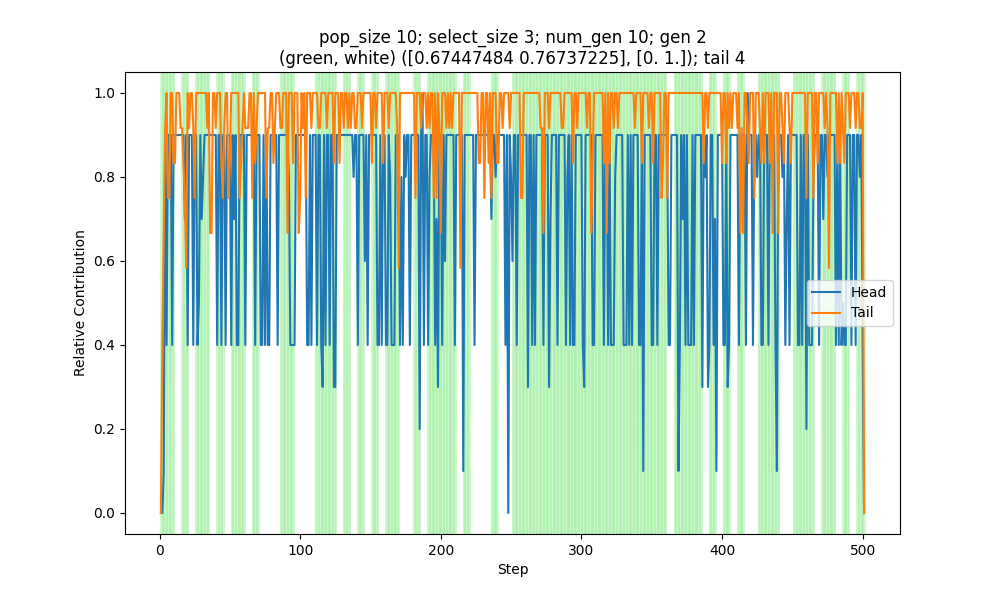 pop_size 10; select_size 3; num_gen 10; gen 2
(green, white) ([0.67447484 0.76737225], [0. 1.]); tail 4
1.0
0.8
0.6
0.4
0.2
0.0
Relative Contribution
Head
Tail
0
100
200
300
400
500
Step